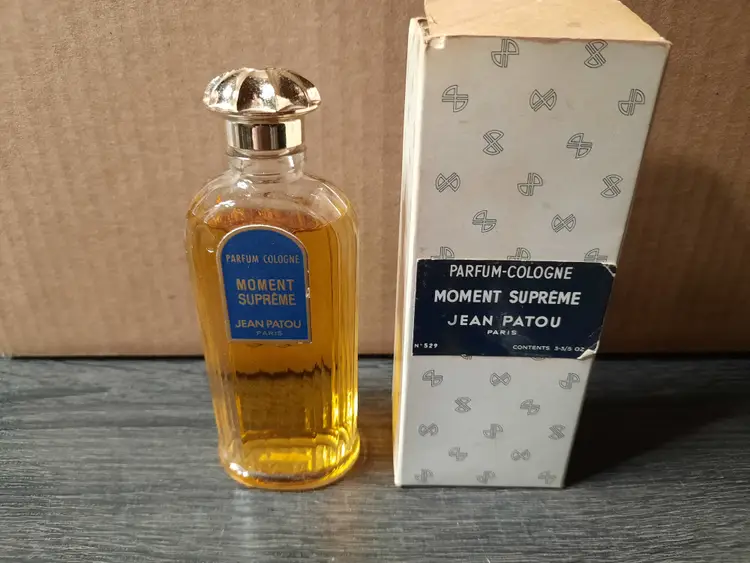 PARFUM COLOGNE
MOMENT
SUPRÊME
JEAN PATOU
PARIS
PARFUM-COLOGNE
MOMENT SUPRÈME
JEAN PATOU
PARIS
N° 529 CONTENTS 3-3/5 OZ